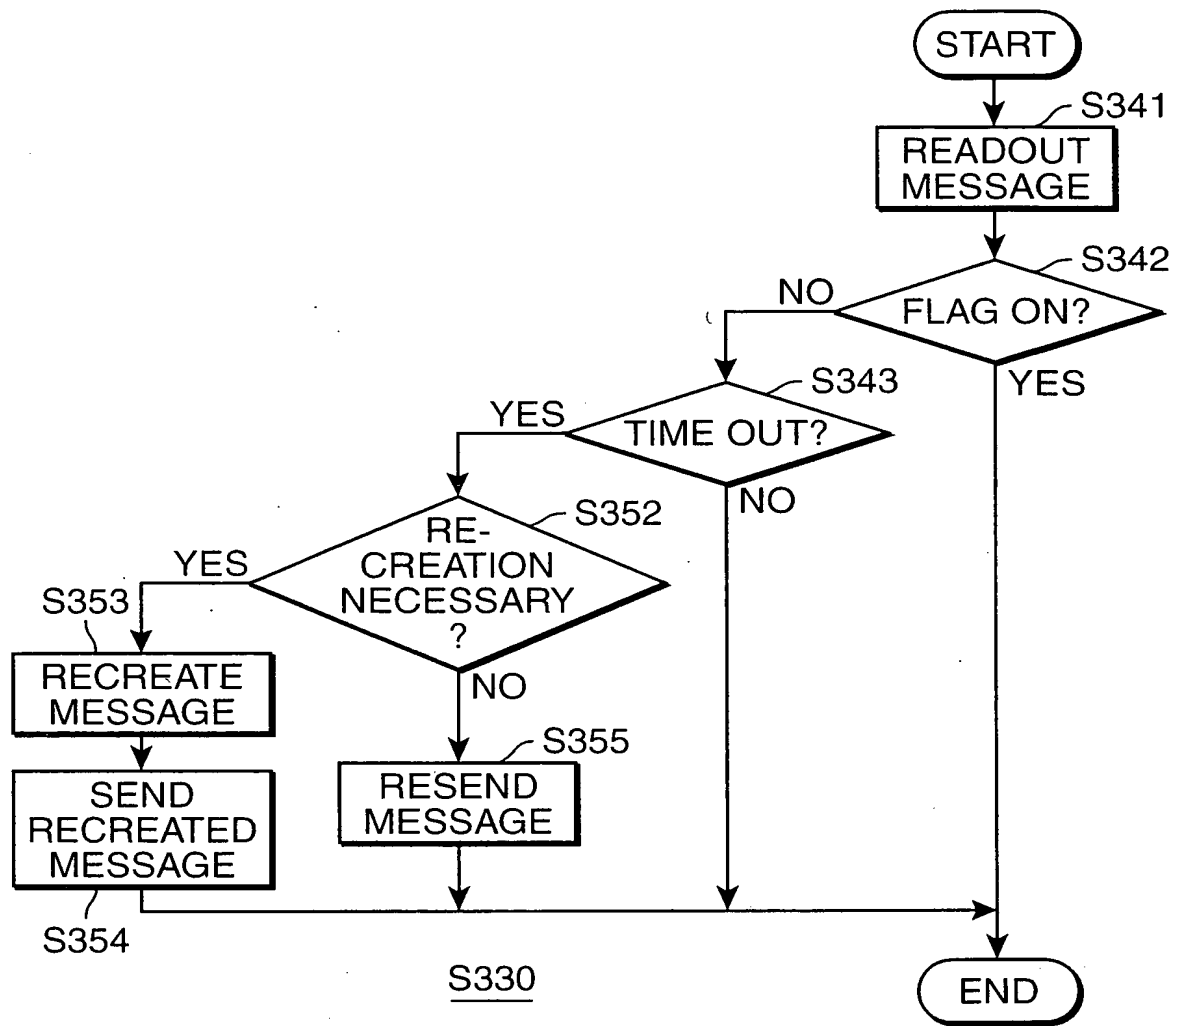 START
S341
READOUT
MESSAGE
S342
NO
FLAG ON?
YES
S343
YES
TIME OUT?
NO
S352
YES
RE-
CREATION
NECESSARY
?
NO
S353
RECREATE
MESSAGE
S355
RESEND
MESSAGE
SEND
RECREATED
MESSAGE
S354
S330
END